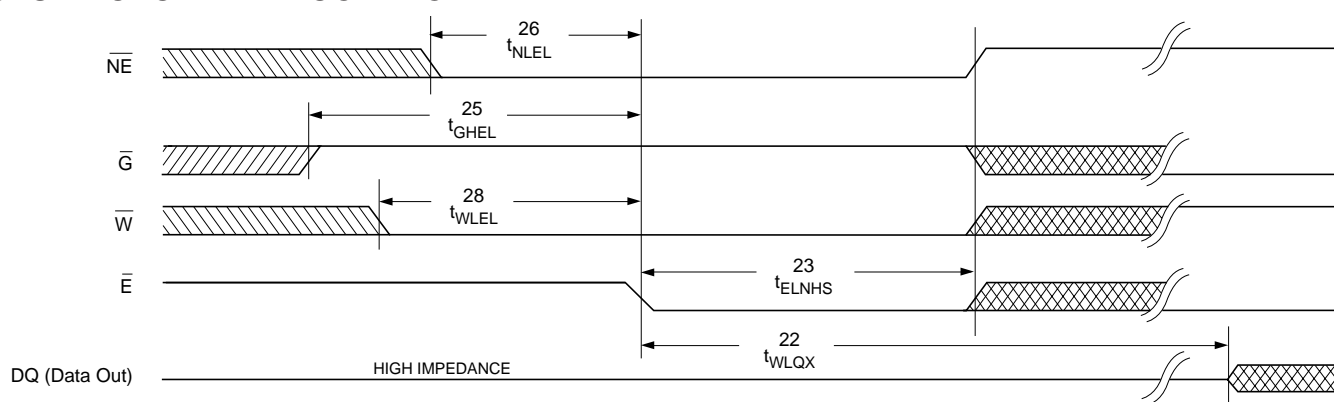 26
tNLEL
NE
25
tGHEL
G
28
tWLEL
W
23
tELNHS
E
22
tWLQX
HIGH IMPEDANCE
DQ (Data Out)